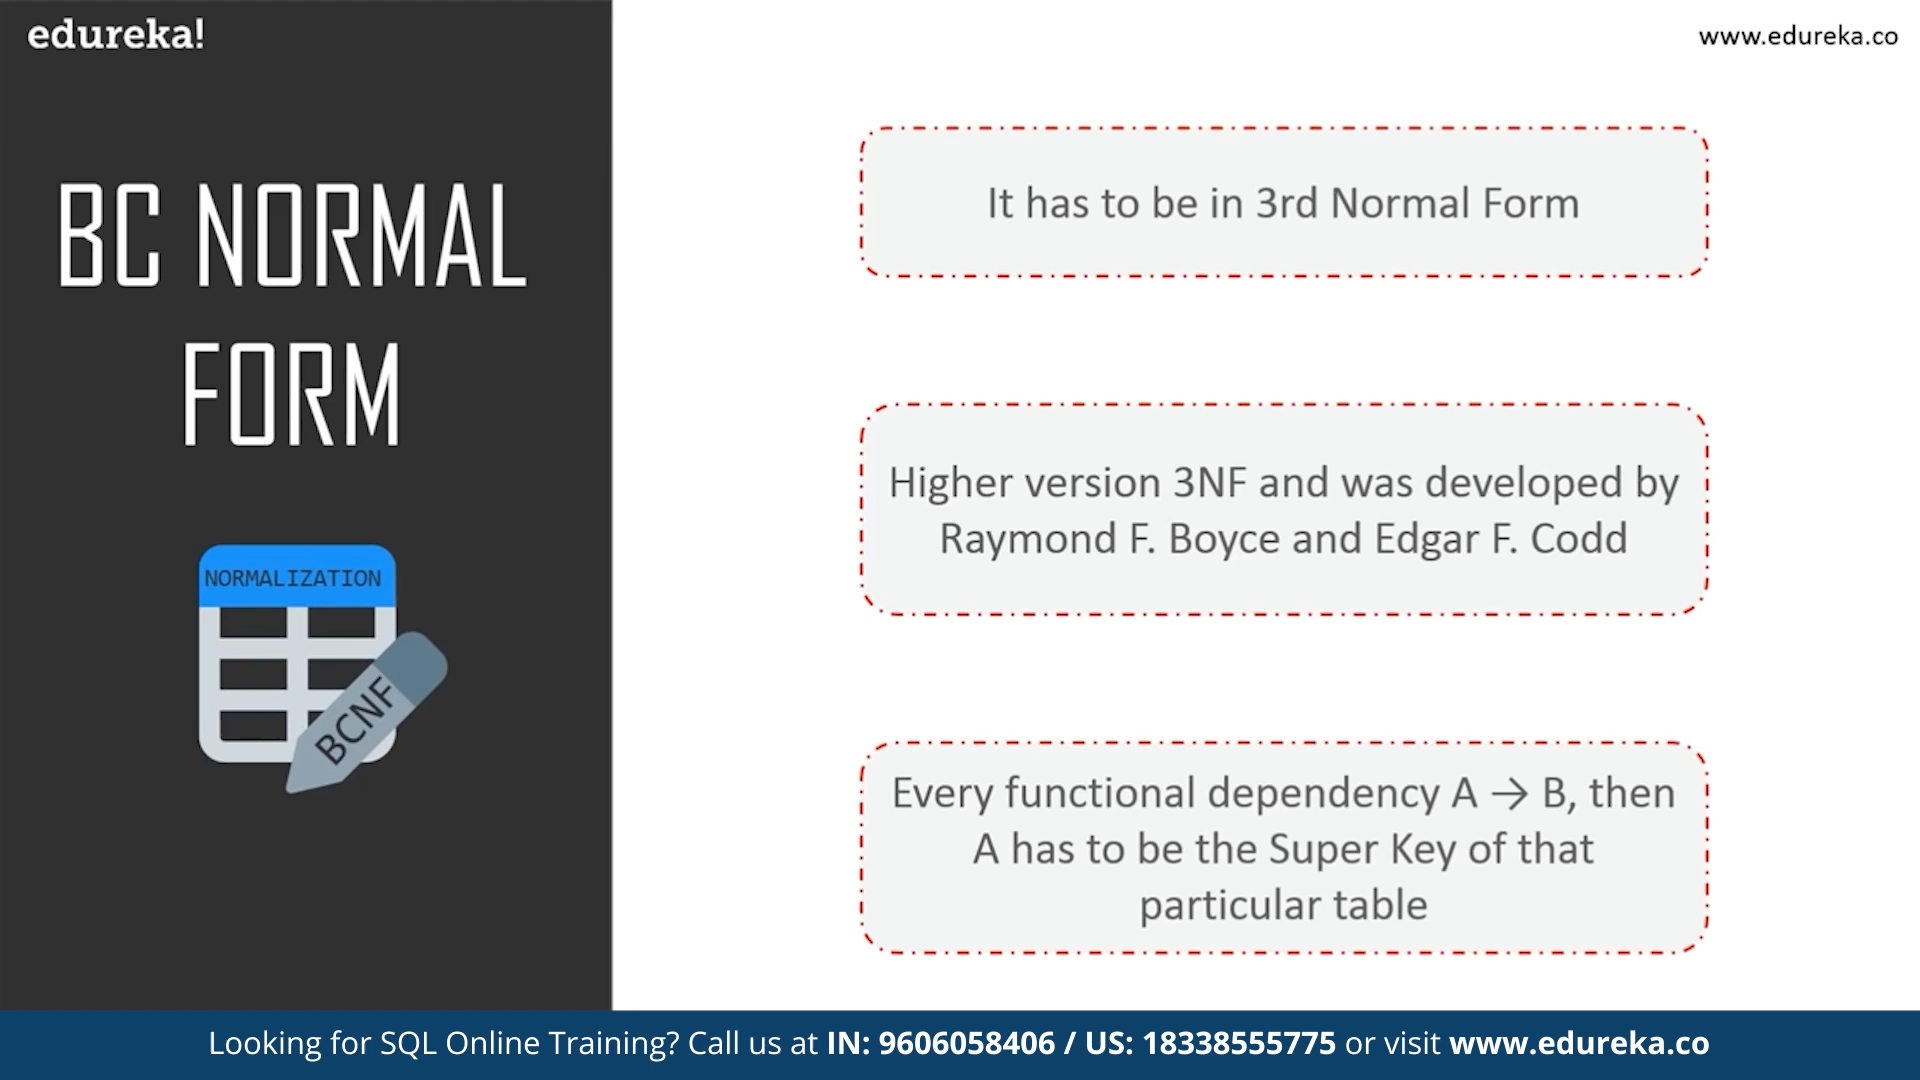 edureka!
www.edureka.co
BC NORMAL
FORM
NORMALIZATION
BCNF
It has to be in 3rd Normal Form
Higher version 3NF and was developed by
Raymond F. Boyce and Edgar F. Codd
Every functional dependency A → B, then
A has to be the Super Key of that
particular table
Looking for SQL Online Training? Call us at IN: 9606058406 / US: 18338555775 or visit www.edureka.co